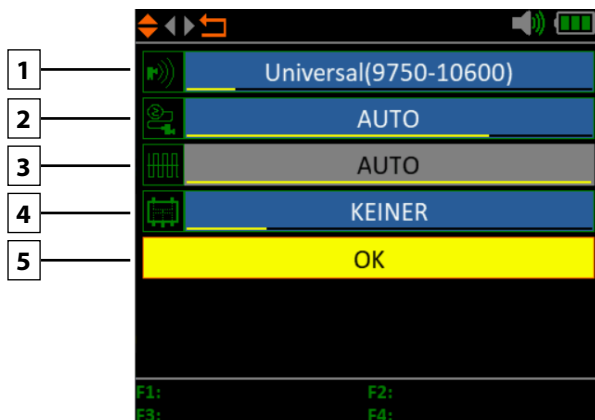 1 Universal(9750-10600)
2 AUTO
3 AUTO
4 KEINER
5 OK
F1: F2:
F3: F4: